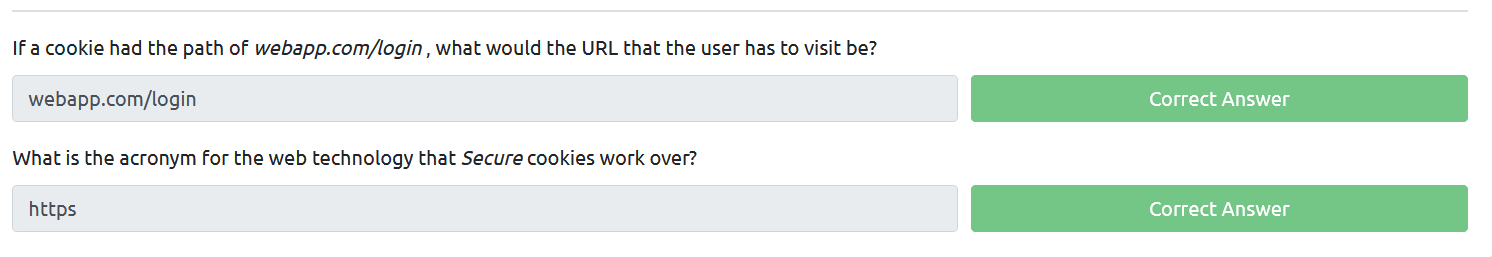 If a cookie had the path of webapp.com/login , what would the URL that the user has to visit be?
webapp.com/login
Correct Answer
What is the acronym for the web technology that Secure cookies work over?
https
Correct Answer